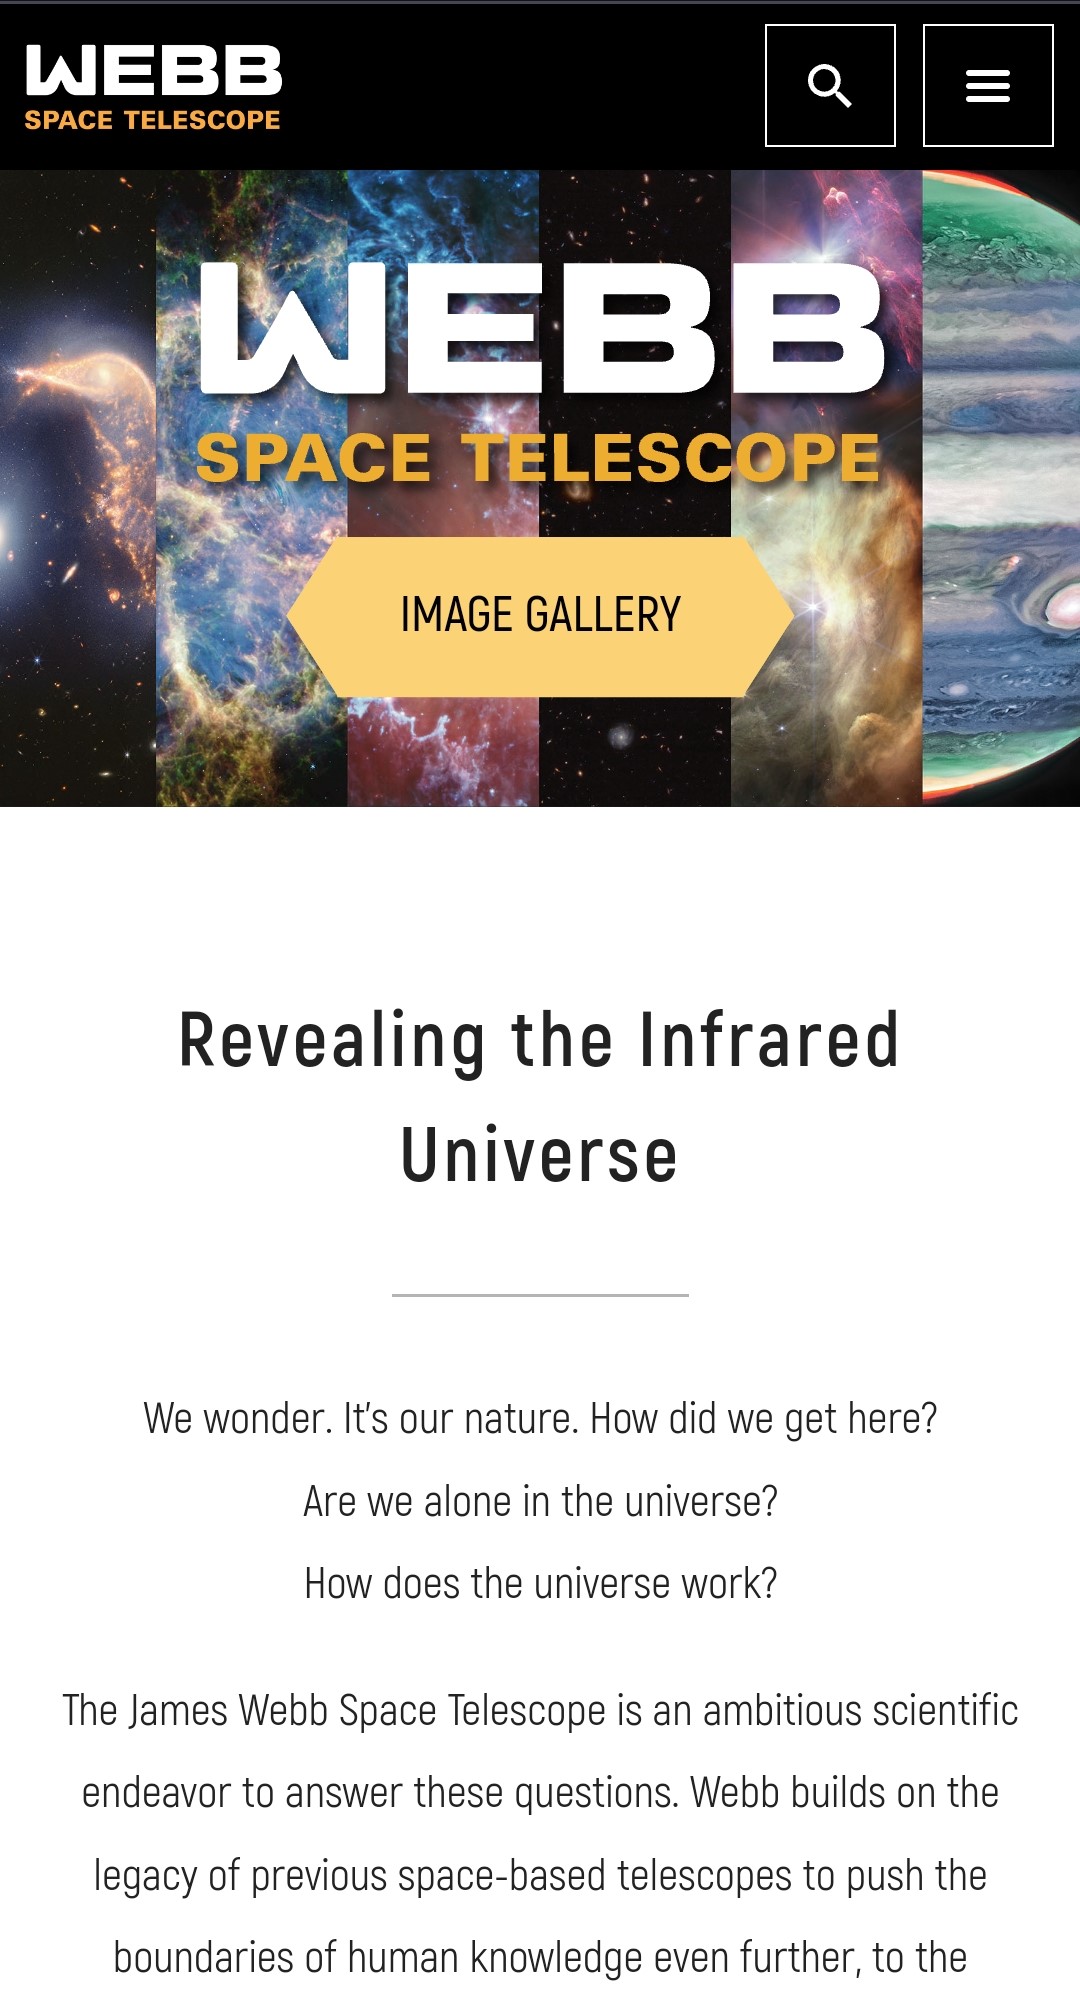 WEBB
SPACE TELESCOPE
WEBB
SPACE TELESCOPE
IMAGE GALLERY
Revealing the Infrared
Universe
We wonder. It's our nature. How did we get here?
Are we alone in the universe?
How does the universe work?
The James Webb Space Telescope is an ambitious scientific
endeavor to answer these questions. Webb builds on the
legacy of previous space-based telescopes to push the
boundaries of human knowledge even further, to the